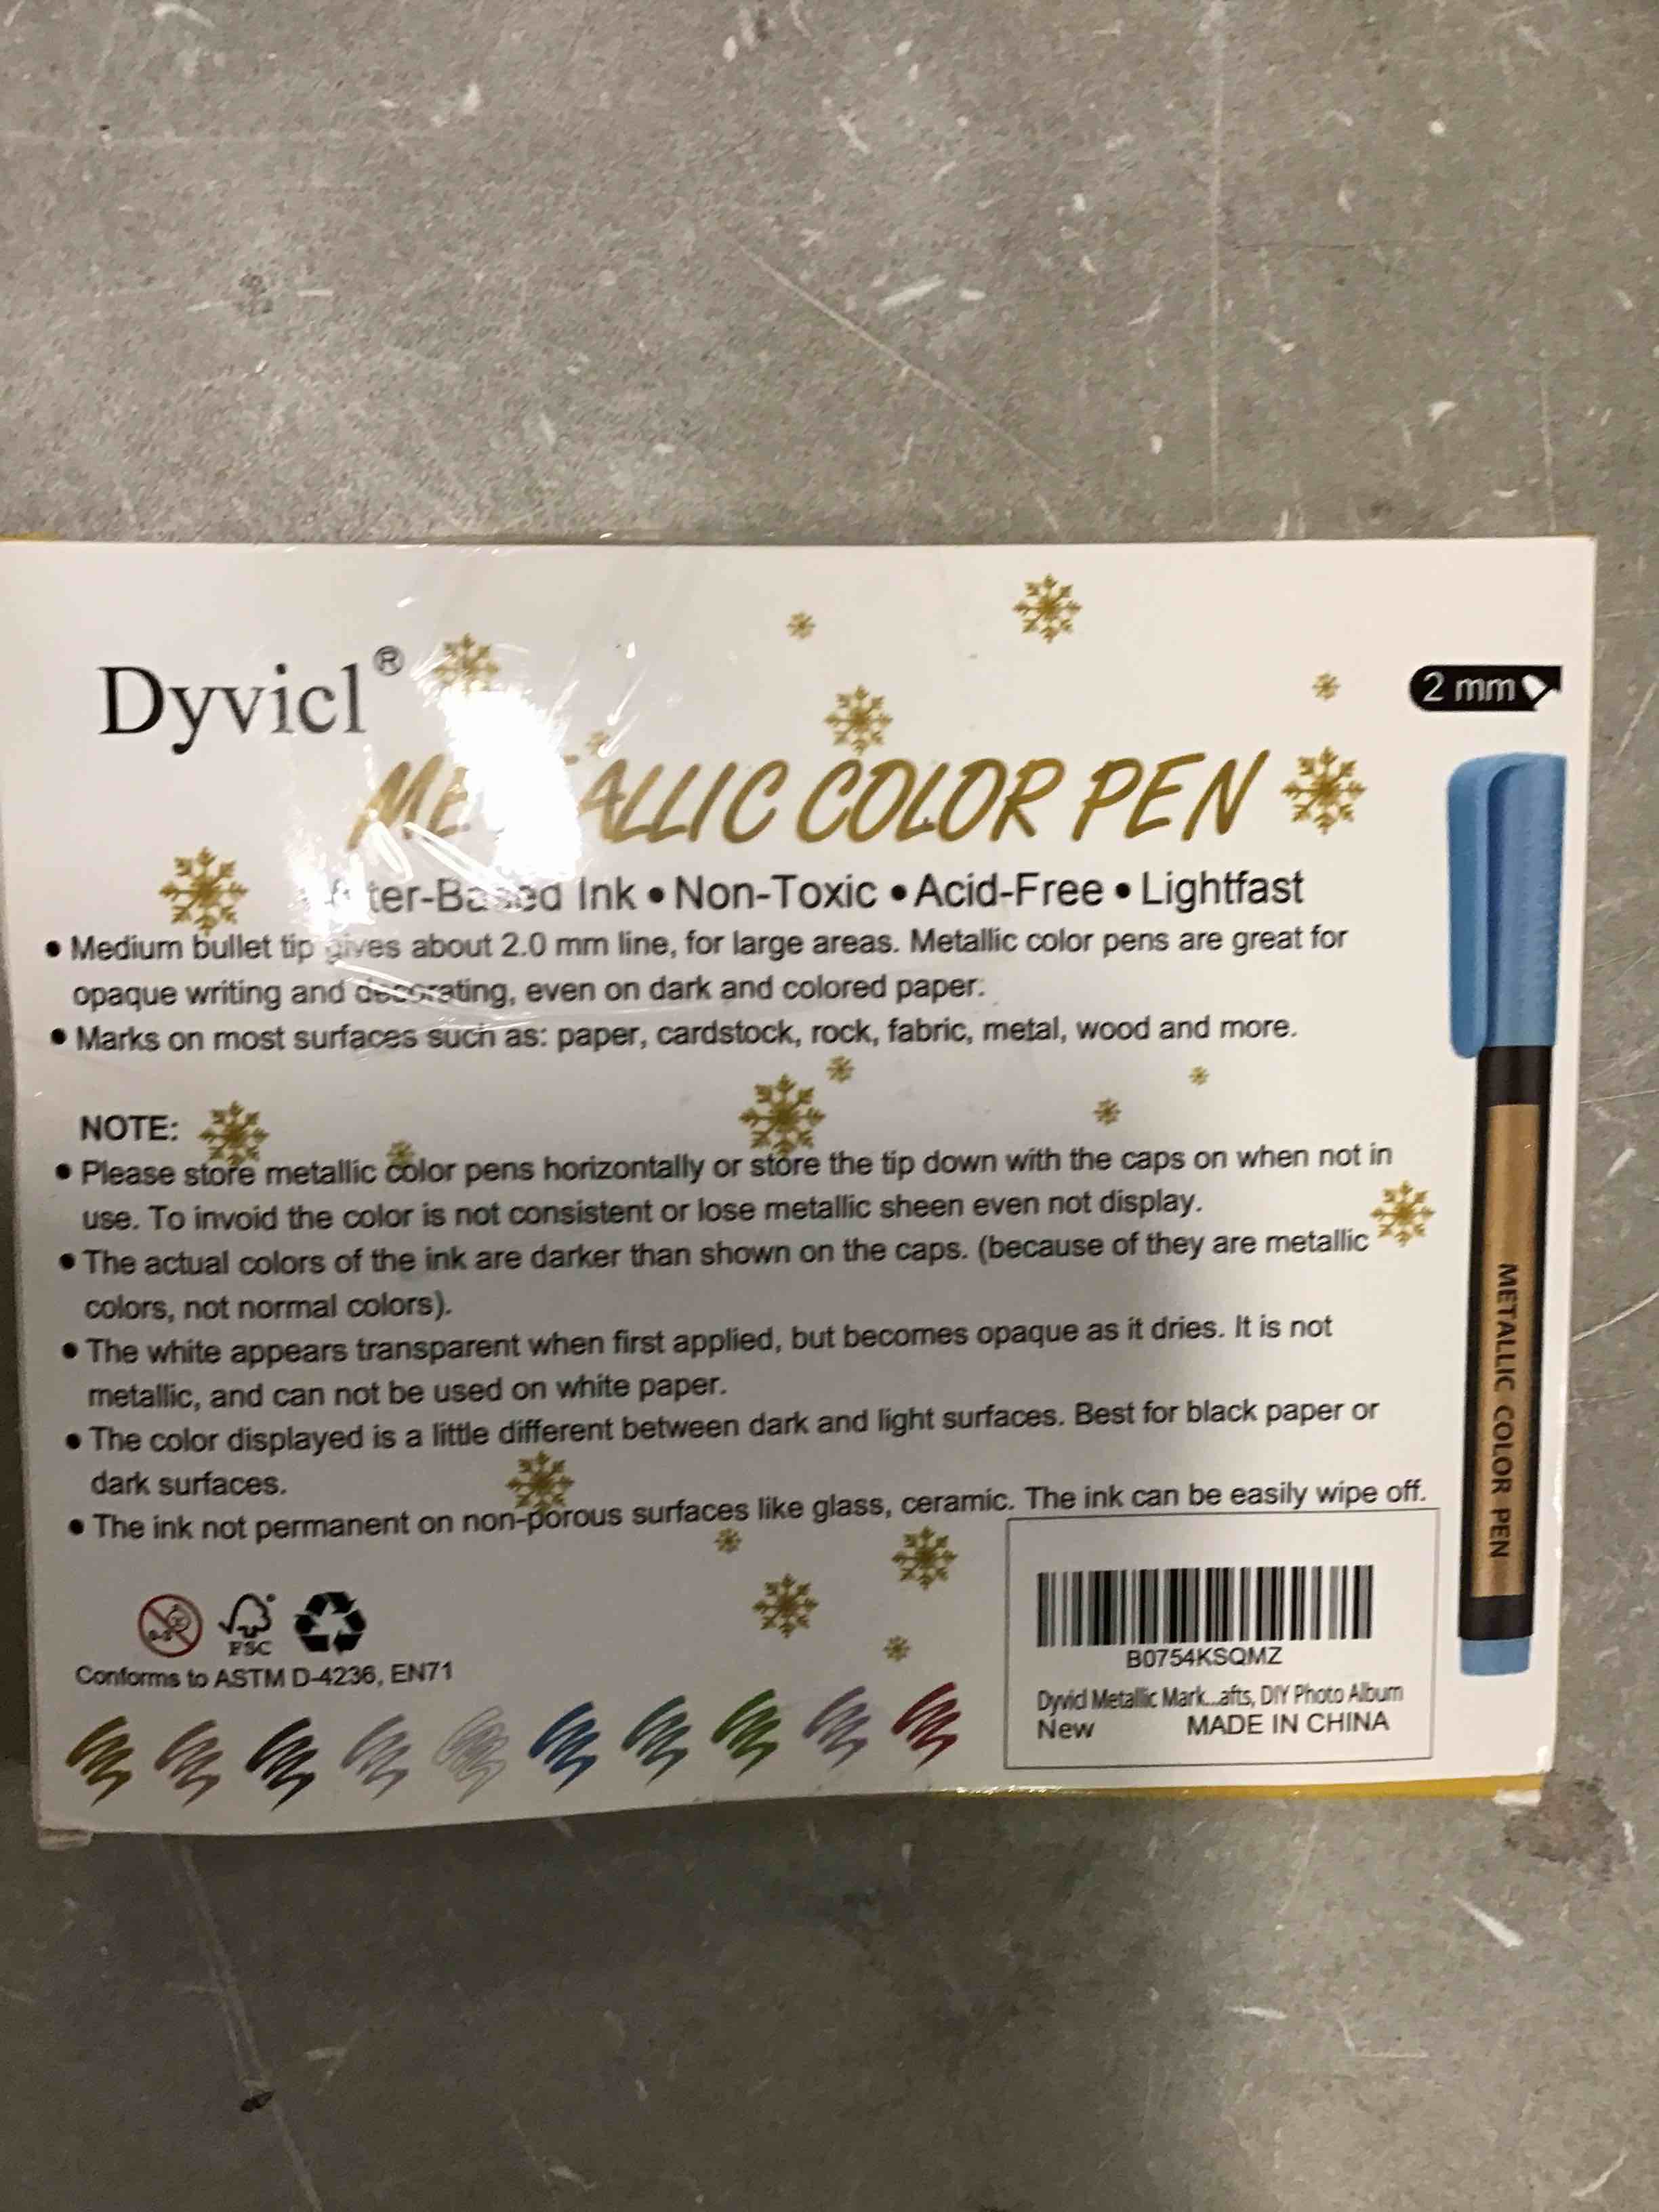 Dyvicl®
2 mm
METALLIC COLOR PEN
Ink • Non-Toxic • Acid-Free • Lightfast
• Medium bullet tip gives about 2.0 mm line, for large areas. Metallic color pens are great for
opaque writing and decorating, even on dark and colored paper.
• Marks on most surfaces such as: paper, cardstock, rock, fabric, metal, wood and more.
NOTE:
• Please store metallic color pens horizontally or store the tip down with the caps on when not in
use. To invoid the color is not consistent or lose metallic sheen even not display.
• The actual colors of the ink are darker than shown on the caps. (because of they are metallic
colors, not normal colors).
• The white appears transparent when first applied, but becomes opaque as it dries. It is not
metallic, and can not be used on white paper.
• The color displayed is a little different between dark and light surfaces. Best for black paper or
dark surfaces.
• The ink not permanent on non-porous surfaces like glass, ceramic. The ink can be easily wipe off.
METALLIC COLOR PEN
FSC
Conforms to ASTM D-4236, EN71
B0754KSQMZ
Dyvicl Metallic Mark...afts, DIY Photo Album
New MADE IN CHINA